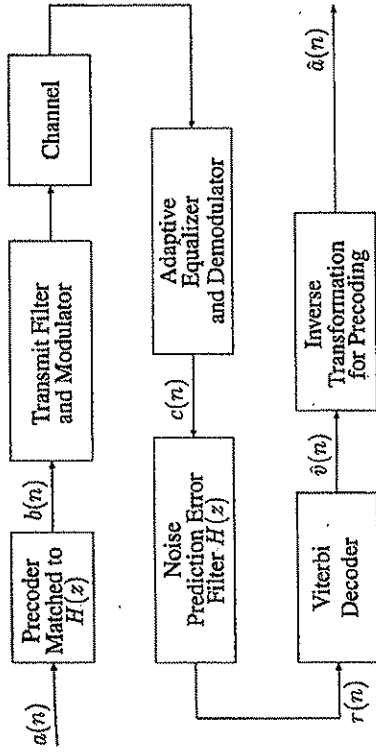 a(n)
Precoder
Matched to
H(z)
b(n)
Transmit Filter
and Modulator
Channel
Adaptive
Equalizer
and Demodulator
c(n)
Noise
Prediction Error
Filter H(z)
r(n)
Viterbi
Decoder
v̂(n)
Inverse
Transformation
for Precoding
â(n)